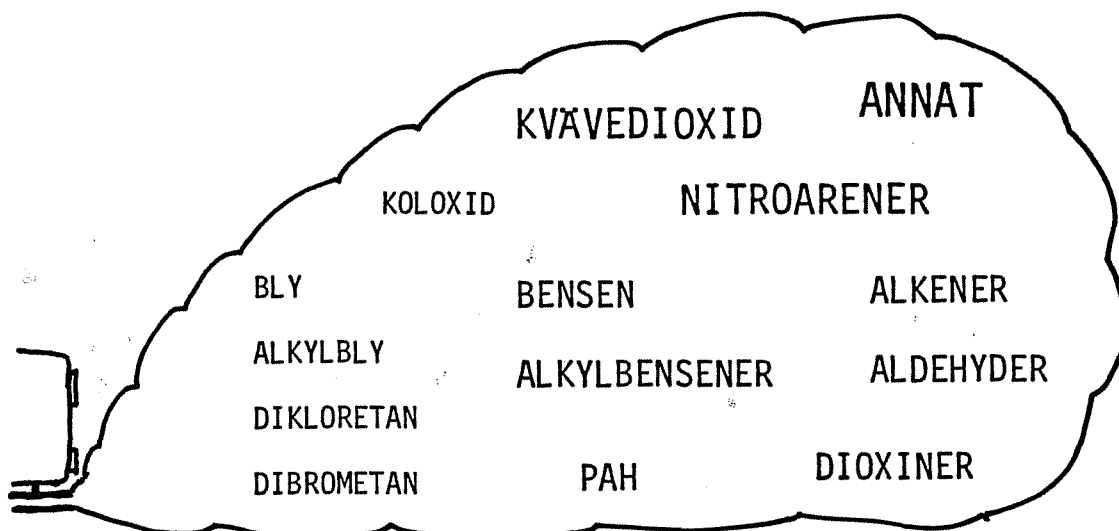 ANNAT
KVÄVEDIOXID
KOLOXID
NITROARENER
BLY
BENSEN
ALKENER
ALKYLBLY
ALKYLBENSENER
ALDEHYDER
DIKLORETAN
DIBROMETAN
PAH
DIOXINER